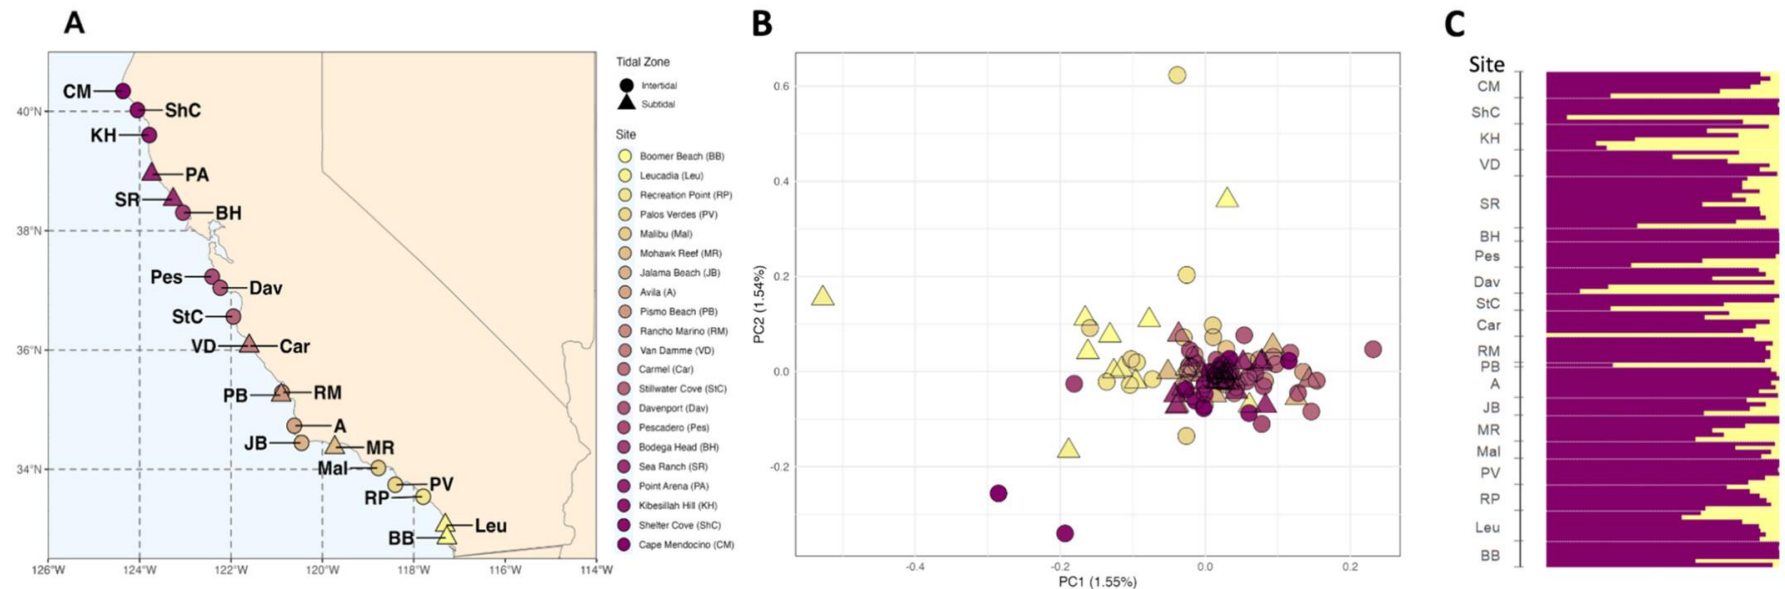 A
CM
40°N
ShC
KH
PA
SR
BH
38°N
Pes
Dav
StC
36°N
VD
Car
PB
RM
A
JB
MR
34°N
Mal
PV
RP
Leu
BB
126°W
124°W
122°W
120°W
118°W
116°W
114°W
Tidal Zone
Intertidal
Subtidal
Site
Boomer Beach (BB)
Leucadia (Leu)
Recreation Point (RP)
Palos Verdes (PV)
Malibu (Mal)
Mohawk Reef (MR)
Jalama Beach (JB)
Avila (A)
Pismo Beach (PB)
Rancho Marino (RM)
Van Damme (VD)
Carmel (Car)
Stillwater Cove (StC)
Davenport (Dav)
Pescadero (Pes)
Bodega Head (BH)
Sea Ranch (SR)
Point Arena (PA)
Kibesillah Hill (KH)
Shelter Cove (ShC)
Cape Mendocino (CM)
B
PC2 (1.54%)
0.6
0.4
0.2
0.0
-0.2
-0.4
-0.2
0.0
0.2
PC1 (1.55%)
C
Site
CM
ShC
KH
VD
SR
BH
Pes
Dav
StC
Car
RM
PB
A
JB
MR
Mal
PV
RP
Leu
BB